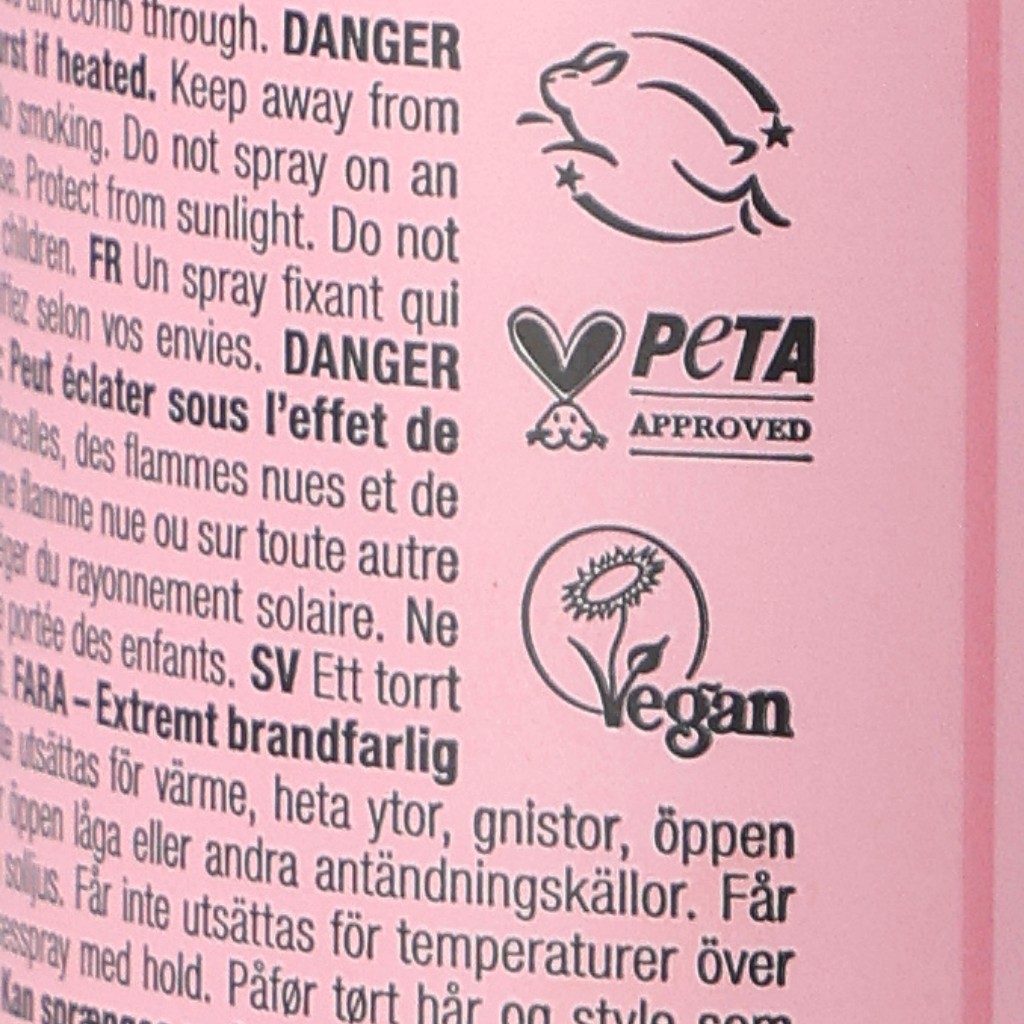 and comb through. DANGER
if heated. Keep away from
smoking. Do not spray on an
Protect from sunlight. Do not
children. FR Un spray fixant qui
selon vos envies. DANGER
: Peut éclater sous l'effet de
des flammes nues et de
flamme nue ou sur toute autre
du rayonnement solaire. Ne
portée des enfants. SV Ett torrt
FARA – Extremt brandfarlig
utsättas för värme, heta ytor, gnistor, öppen
öppen låga eller andra antändningskällor. Får
solljus. Får inte utsättas för temperaturer över
med hold. Påfør tørt hår og style som
Kan
PETA
APPROVED
Vegan